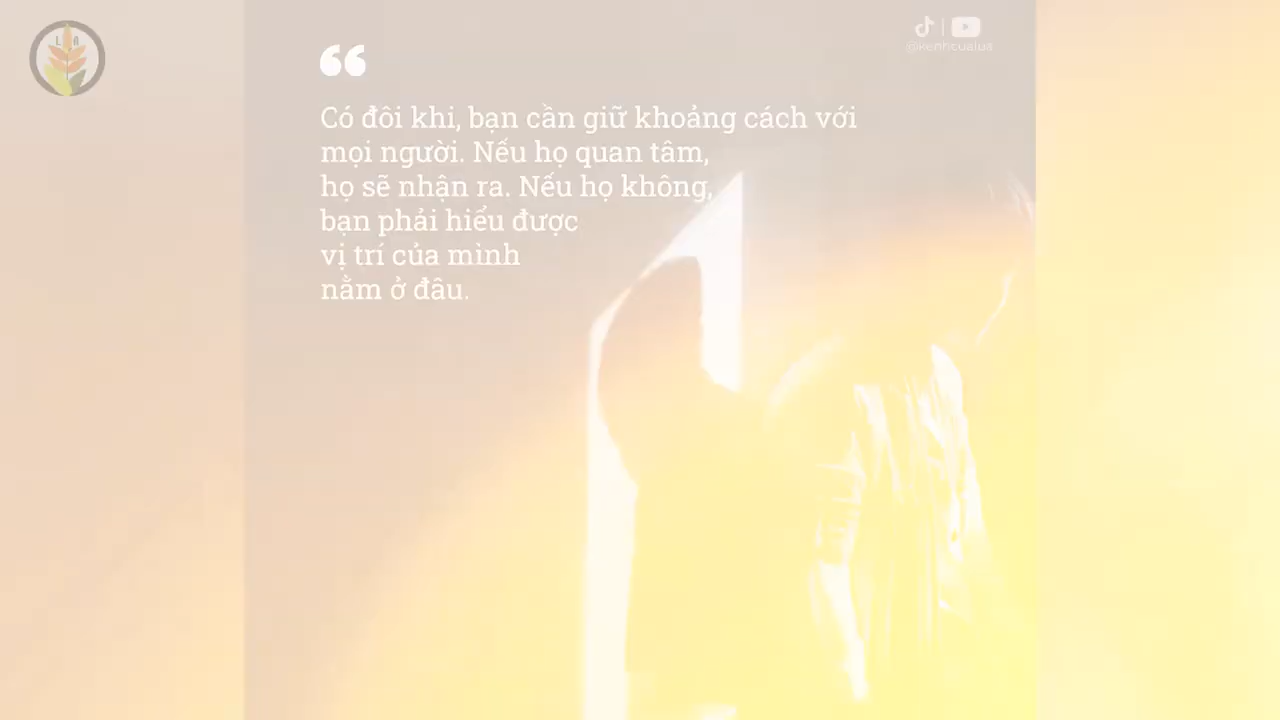 L A
@kenhcualua
“
Có đôi khi, bạn cần giữ khoảng cách với
mọi người. Nếu họ quan tâm,
họ sẽ nhận ra. Nếu họ không,
bạn phải hiểu được
vị trí của mình
nằm ở đâu.